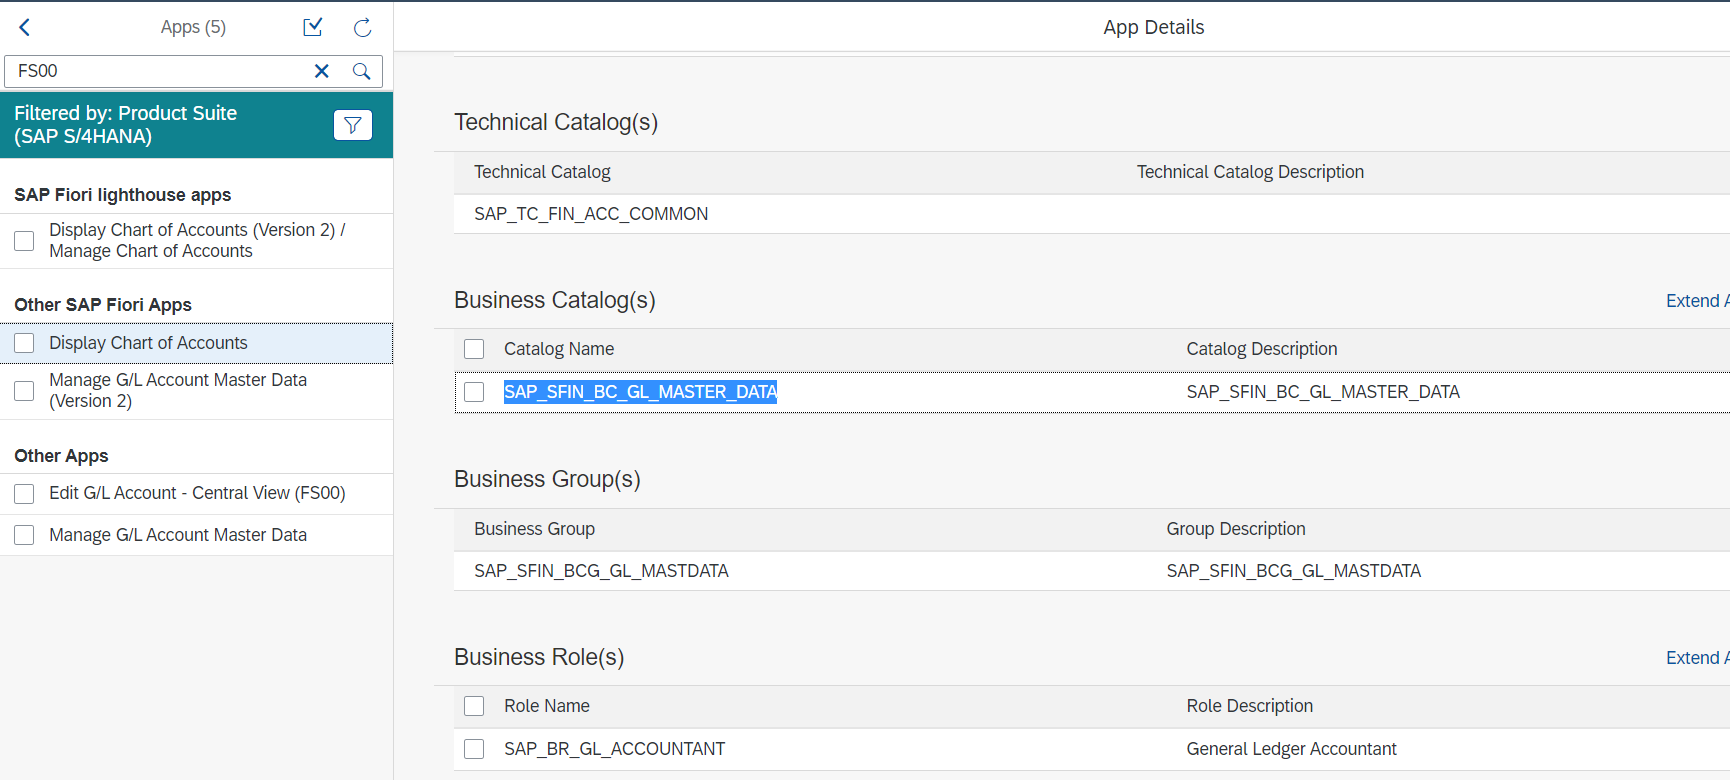 Apps (5)
FS00
Filtered by: Product Suite
(SAP S/4HANA)
SAP Fiori lighthouse apps
Display Chart of Accounts (Version 2) /
Manage Chart of Accounts
Other SAP Fiori Apps
Display Chart of Accounts
Manage G/L Account Master Data
(Version 2)
Other Apps
Edit G/L Account - Central View (FS00)
Manage G/L Account Master Data
App Details
Technical Catalog(s)
Technical Catalog Technical Catalog Description
SAP_TC_FIN_ACC_COMMON
Business Catalog(s) Extend A
Catalog Name Catalog Description
SAP_SFIN_BC_GL_MASTER_DATA SAP_SFIN_BC_GL_MASTER_DATA
Business Group(s)
Business Group Group Description
SAP_SFIN_BCG_GL_MASTDATA SAP_SFIN_BCG_GL_MASTDATA
Business Role(s) Extend A
Role Name Role Description
SAP_BR_GL_ACCOUNTANT General Ledger Accountant